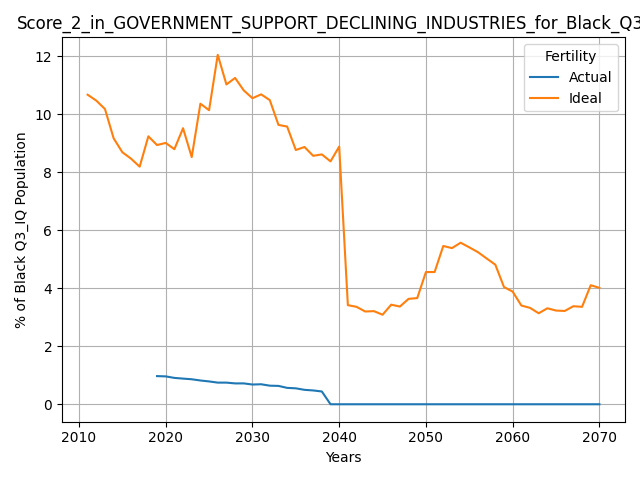 Score_2_in_GOVERNMENT_SUPPORT_DECLINING_INDUSTRIES_for_Black_Q3
Fertility
Actual
Ideal
12
10
8
6
4
2
0
% of Black Q3_IQ Population
2010 2020 2030 2040 2050 2060 2070
Years